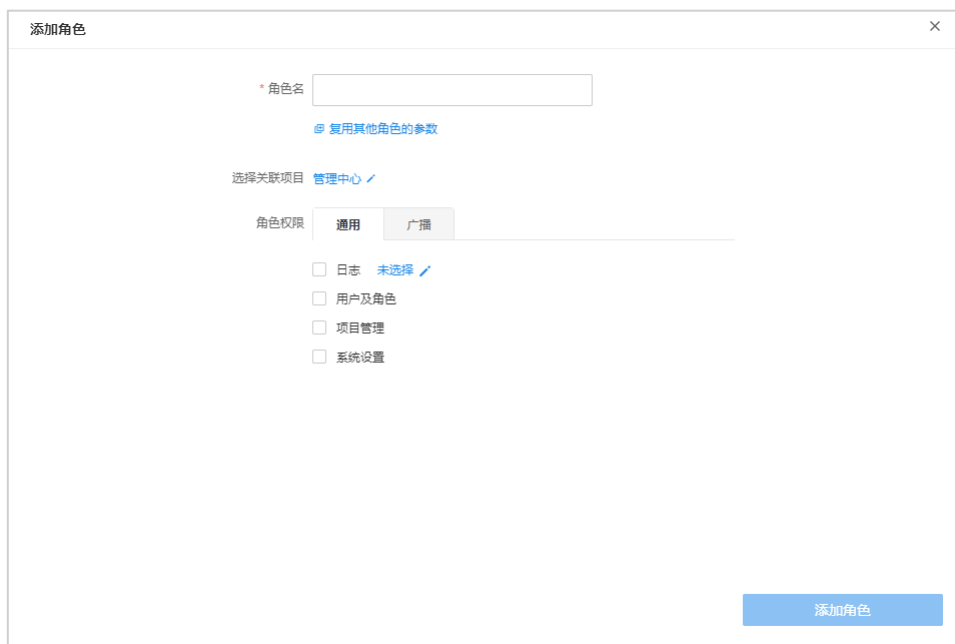 添加角色
* 角色名
复用其他角色的参数
选择关联项目 管理中心
角色权限 通用 广播
日志 未选择
用户及角色
项目管理
系统设置
添加角色